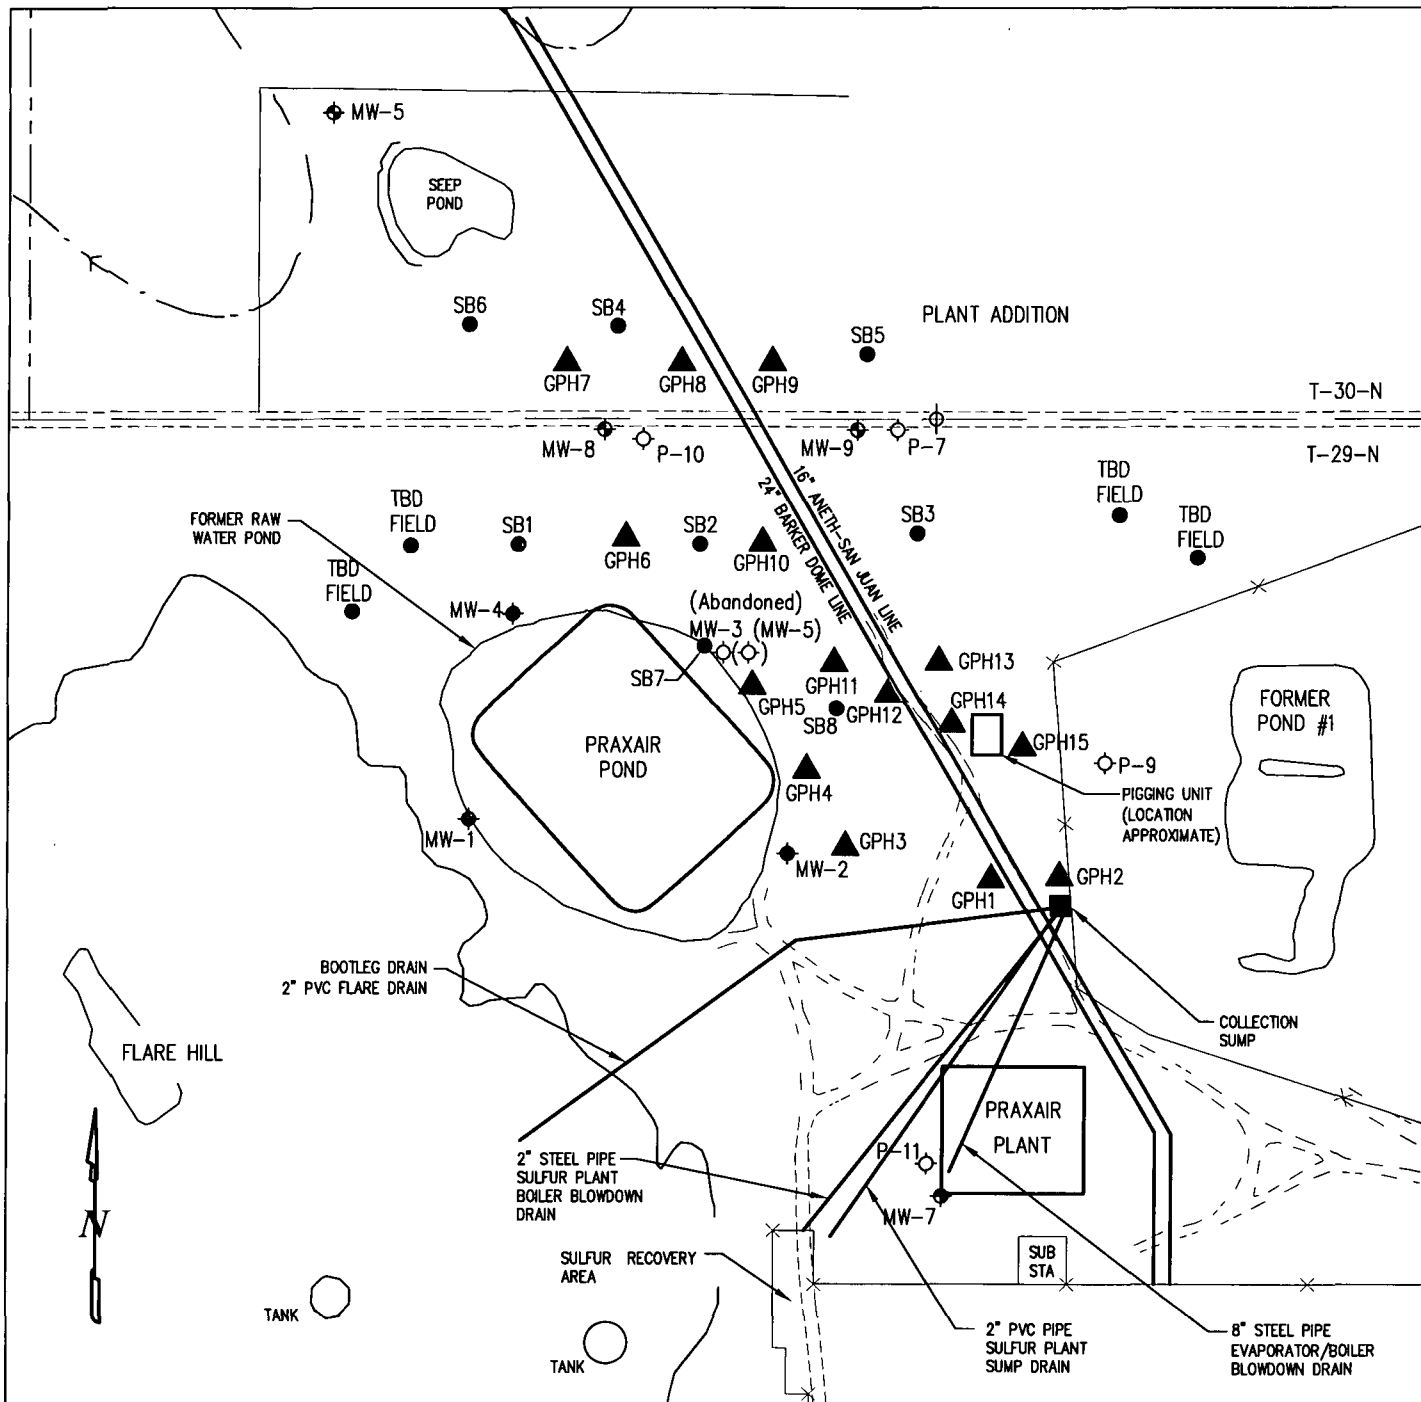 MW-5
SEEP
POND
SB6
SB4
SB5
PLANT ADDITION
GPH7
GPH8
GPH9
T-30-N
MW-8
P-10
MW-9
P-7
T-29-N
16" ANETH-SAN JUAN LINE
24" BARKER DOME LINE
TBD
FIELD
TBD
FIELD
TBD
FIELD
TBD
FIELD
FORMER RAW
WATER POND
SB1
GPH6
SB2
GPH10
SB3
MW-4
(Abandoned)
MW-3 (MW-5)
( )
SB7
GPH5
GPH11
SB8
GPH12
GPH13
GPH14
GPH15
P-9
FORMER
POND #1
PRAXAIR
POND
GPH4
PIGGING UNIT
(LOCATION
APPROXIMATE)
MW-1
MW-2
GPH3
GPH1
GPH2
BOOTLEG DRAIN
2" PVC FLARE DRAIN
COLLECTION
SUMP
FLARE HILL
PRAXAIR
PLANT
P-11
MW-7
2" STEEL PIPE
SULFUR PLANT
BOILER BLOWDOWN
DRAIN
N
SULFUR RECOVERY
AREA
SUB
STA
TANK
TANK
2" PVC PIPE
SULFUR PLANT
SUMP DRAIN
8" STEEL PIPE
EVAPORATOR/BOILER
BLOWDOWN DRAIN